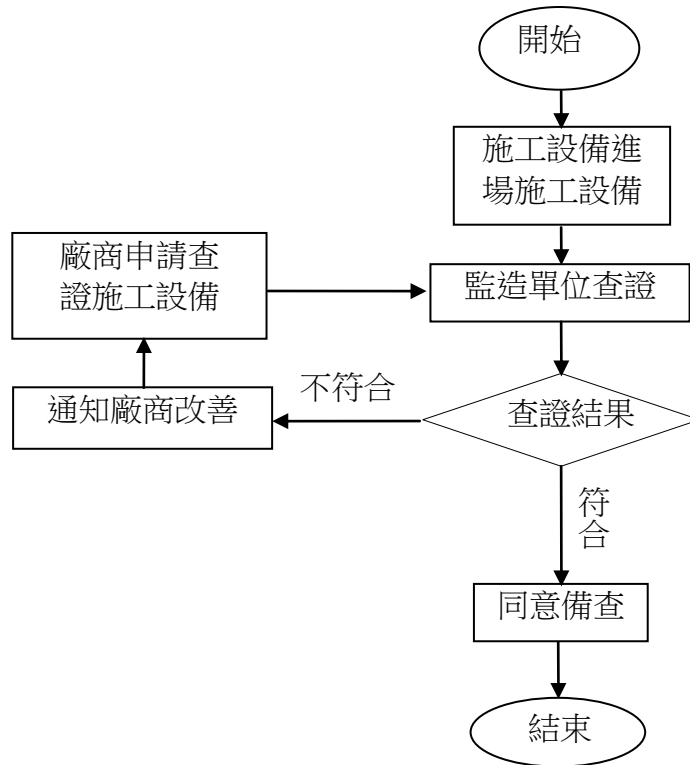 開始
施工設備進
場施工設備
廠商申請查
證施工設備
監造單位查證
不符合
通知廠商改善
查證結果
符
合
同意備查
結束